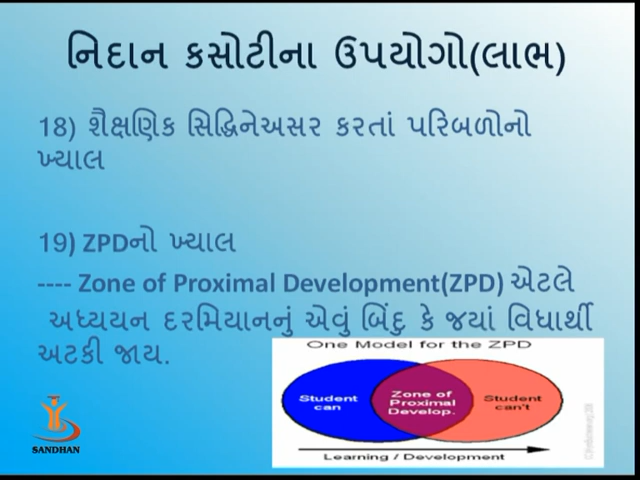 નિદાન કસોટીના ઉપયોગો(લાભ)
18) શૈક્ષણિક સિદ્ધિનેઅસર કરતાં પરિબળોનો
ખ્યાલ
19) ZPDનો ખ્યાલ
---- Zone of Proximal Development(ZPD) એટલે
અધ્યયન દરમિયાનનું એવું બિંદુ કે જયાં વિધાર્થી
અટકી જાય.
One Model for the ZPD
Student can
Zone of Proximal Develop.
Student can't
Learning / Development
SANDHAN